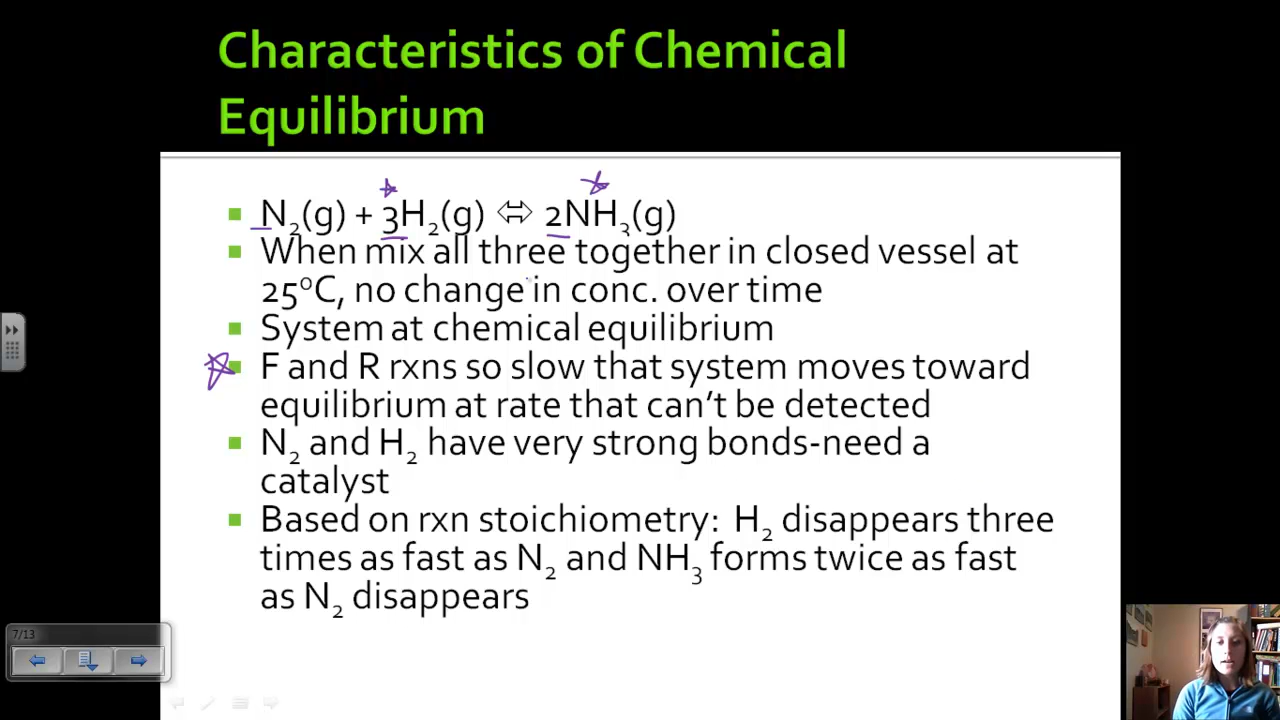 Characteristics of Chemical
Equilibrium
N₂(g) + 3H₂(g) ⬄ 2NH₃(g)
When mix all three together in closed vessel at
25⁰C, no change in conc. over time
System at chemical equilibrium
F and R rxns so slow that system moves toward
equilibrium at rate that can’t be detected
N₂ and H₂ have very strong bonds-need a
catalyst
Based on rxn stoichiometry: H₂ disappears three
times as fast as N₂ and NH₃ forms twice as fast
as N₂ disappears
7/13